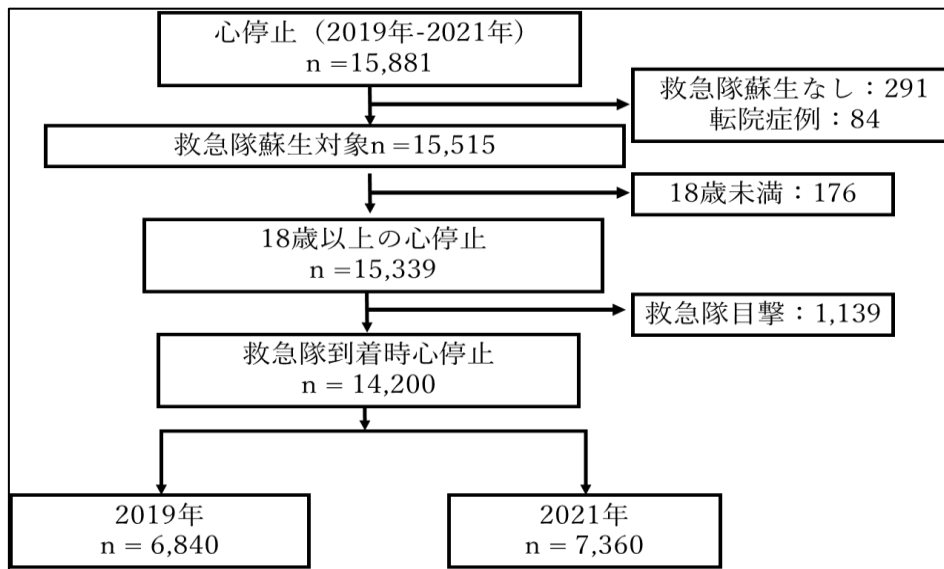 心停止（2019年-2021年）
n =15,881
救急隊蘇生なし：291
転院症例：84
救急隊蘇生対象n =15,515
18歳未満：176
18歳以上の心停止
n =15,339
救急隊目撃：1,139
救急隊到着時心停止
n = 14,200
2019年
n = 6,840
2021年
n = 7,360